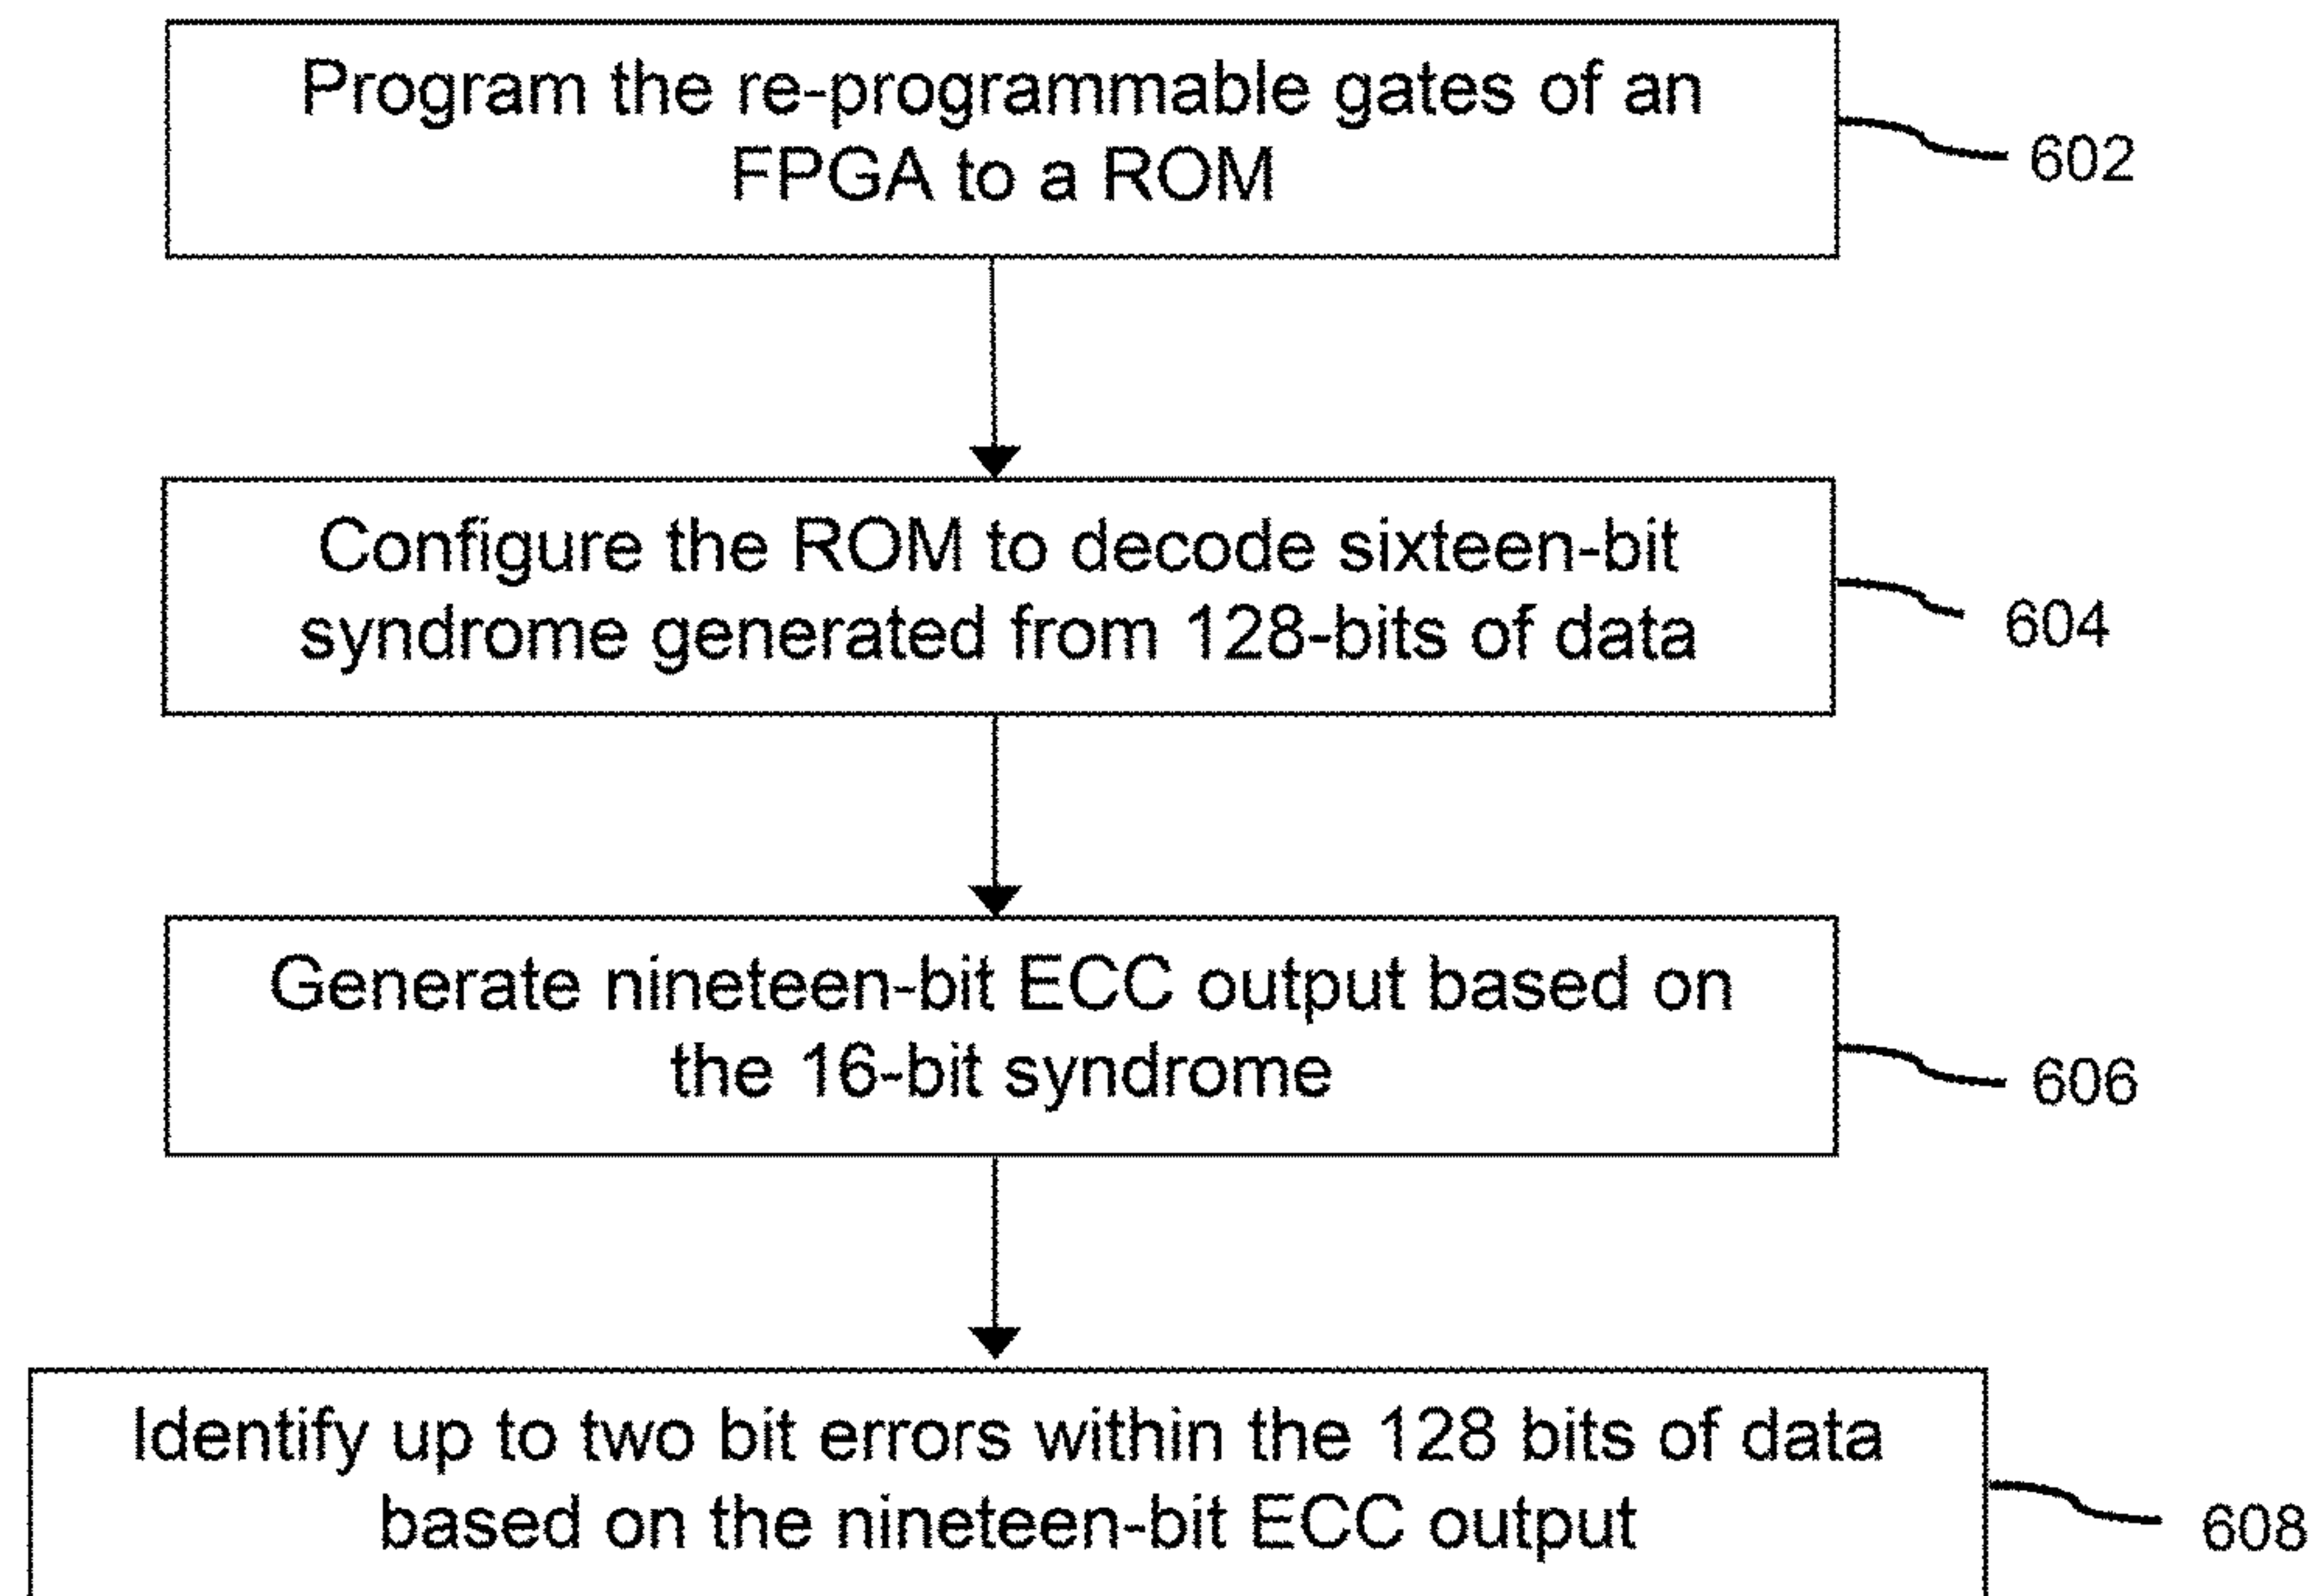 Program the re-programmable gates of an
FPGA to a ROM
602
Configure the ROM to decode sixteen-bit
syndrome generated from 128-bits of data
604
Generate nineteen-bit ECC output based on
the 16-bit syndrome
606
Identify up to two bit errors within the 128 bits of data
based on the nineteen-bit ECC output
608